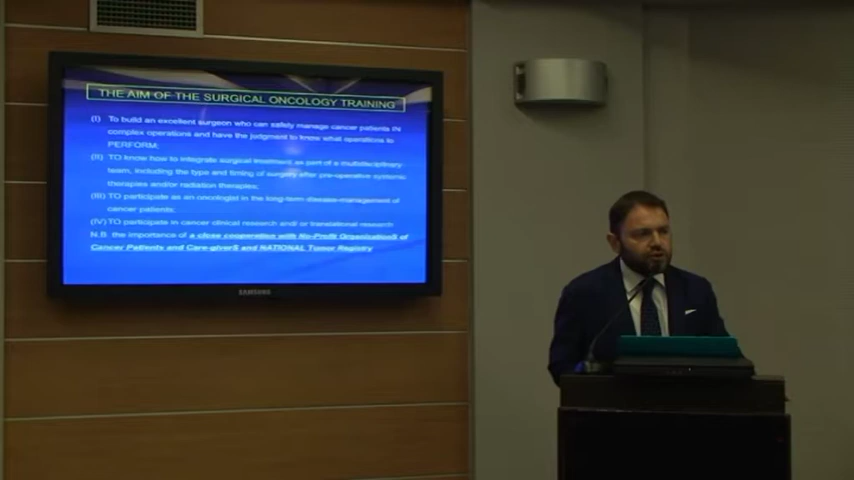 THE AIM OF THE SURGICAL ONCOLOGY TRAINING
(I) To build an excellent surgeon who can safely manage cancer patients IN
complex operations and have the judgment to know what operations to
PERFORM;
(II) TO know how to integrate surgical treatment as part of a multidisciplinary
team, including the type and timing of surgery after pre-operative systemic
therapies and/or radiation therapies;
(III) TO participate as an oncologist in the long-term disease-management of
cancer patients;
(IV) TO participate in cancer clinical research and/or translational research
N.B. the importance of a close cooperation with No-Profit OrganisationS of
Cancer Patients and Care-giverS and NATIONAL Tumor Registry
SAMSUNG